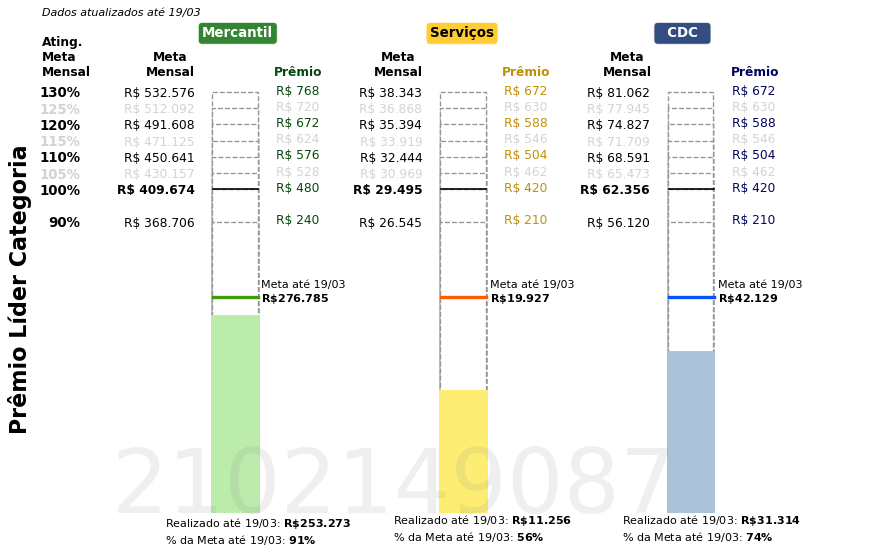 Dados atualizados até 19/03
Mercantil Serviços CDC
Ating. Meta Mensal Meta Mensal Prêmio Meta Mensal Prêmio Meta Mensal Prêmio
130% R$ 532.576 R$ 768 R$ 38.343 R$ 672 R$ 81.062 R$ 672
125% R$ 512.092 R$ 720 R$ 36.868 R$ 630 R$ 77.945 R$ 630
120% R$ 491.608 R$ 672 R$ 35.394 R$ 588 R$ 74.827 R$ 588
115% R$ 471.125 R$ 624 R$ 33.919 R$ 546 R$ 71.709 R$ 546
110% R$ 450.641 R$ 576 R$ 32.444 R$ 504 R$ 68.591 R$ 504
105% R$ 430.157 R$ 528 R$ 30.969 R$ 462 R$ 65.473 R$ 462
100% R$ 409.674 R$ 480 R$ 29.495 R$ 420 R$ 62.356 R$ 420
90% R$ 368.706 R$ 240 R$ 26.545 R$ 210 R$ 56.120 R$ 210
Prêmio Líder Categoria
Meta até 19/03 Meta até 19/03 Meta até 19/03
R$276.785 R$19.927 R$42.129
2102149087
Realizado até 19/03: R$253.273 Realizado até 19/03: R$11.256 Realizado até 19/03: R$31.314
% da Meta até 19/03: 91% % da Meta até 19/03: 56% % da Meta até 19/03: 74%